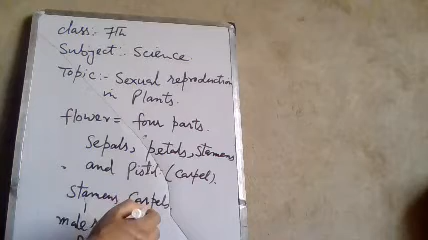 class:- 7th
Subject:- Science.
Topic:- Sexual reproduction
in Plants.
flower = four parts.
Sepals, Petals, Stamens
and Pistil. (Carpel).
Stamens Carpels
male